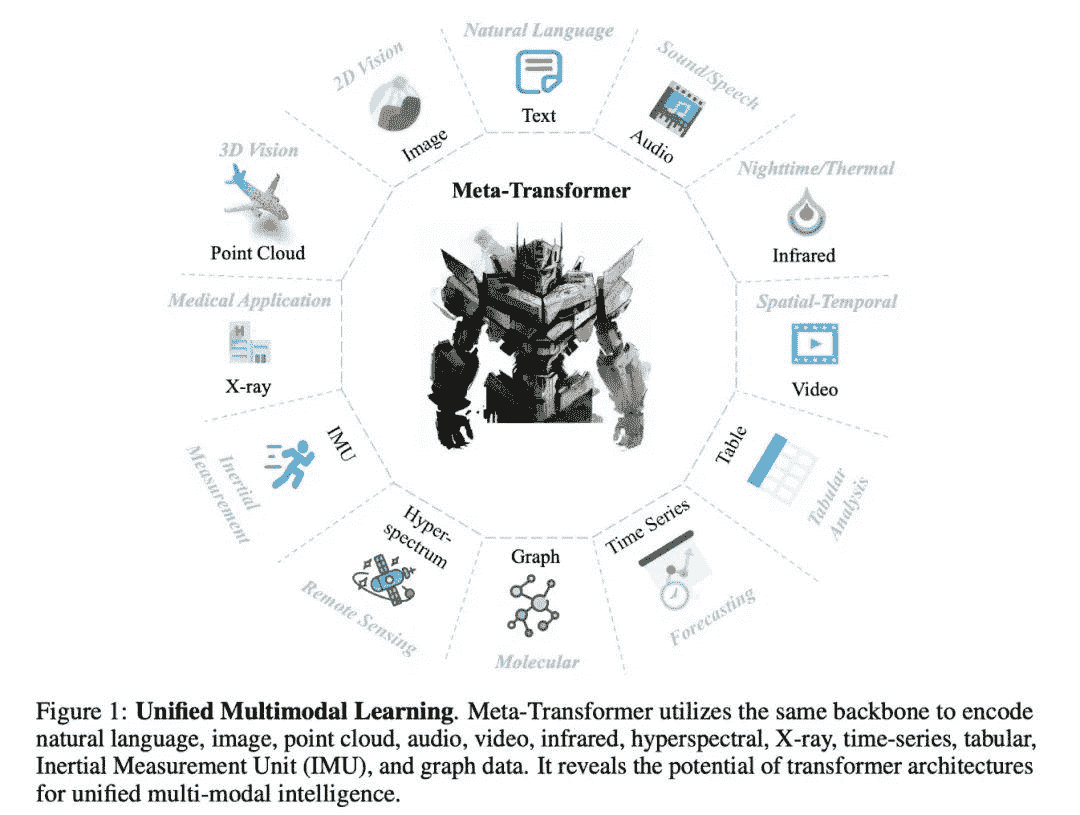 Natural Language
Text
Sound/Speech
Audio
Nighttime/Thermal
Infrared
Spatial-Temporal
Video
Table
Tabular
Analysis
Time Series
Forecasting
Graph
Molecular
Hyper-
spectrum
Remote Sensing
IMU
Inertial
Measurement
Medical Application
X-ray
3D Vision
Point Cloud
2D Vision
Image
Meta-Transformer
Figure 1: Unified Multimodal Learning. Meta-Transformer utilizes the same backbone to encode
natural language, image, point cloud, audio, video, infrared, hyperspectral, X-ray, time-series, tabular,
Inertial Measurement Unit (IMU), and graph data. It reveals the potential of transformer architectures
for unified multi-modal intelligence.